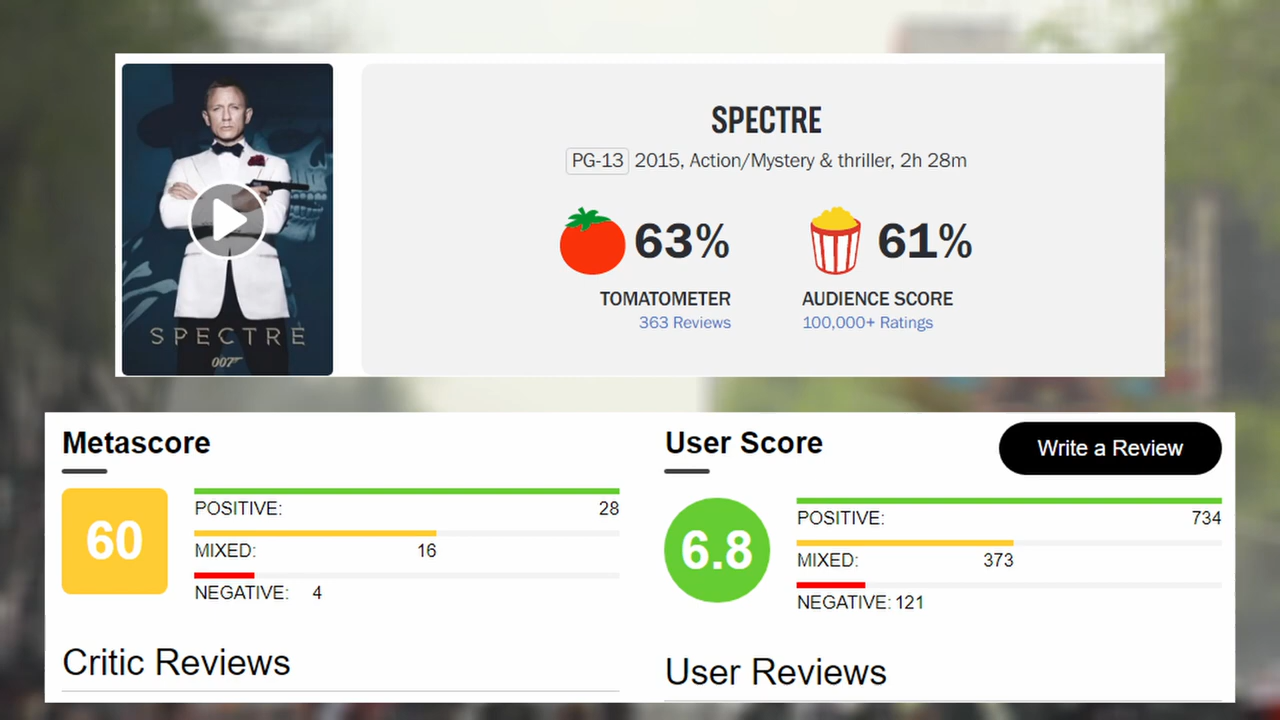 SPECTRE
PG-13 2015, Action/Mystery & thriller, 2h 28m
63% 61%
TOMATOMETER AUDIENCE SCORE
363 Reviews 100,000+ Ratings
SPECTRE
007
Metascore
60
POSITIVE: 28
MIXED: 16
NEGATIVE: 4
Critic Reviews
User Score
Write a Review
6.8
POSITIVE: 734
MIXED: 373
NEGATIVE: 121
User Reviews